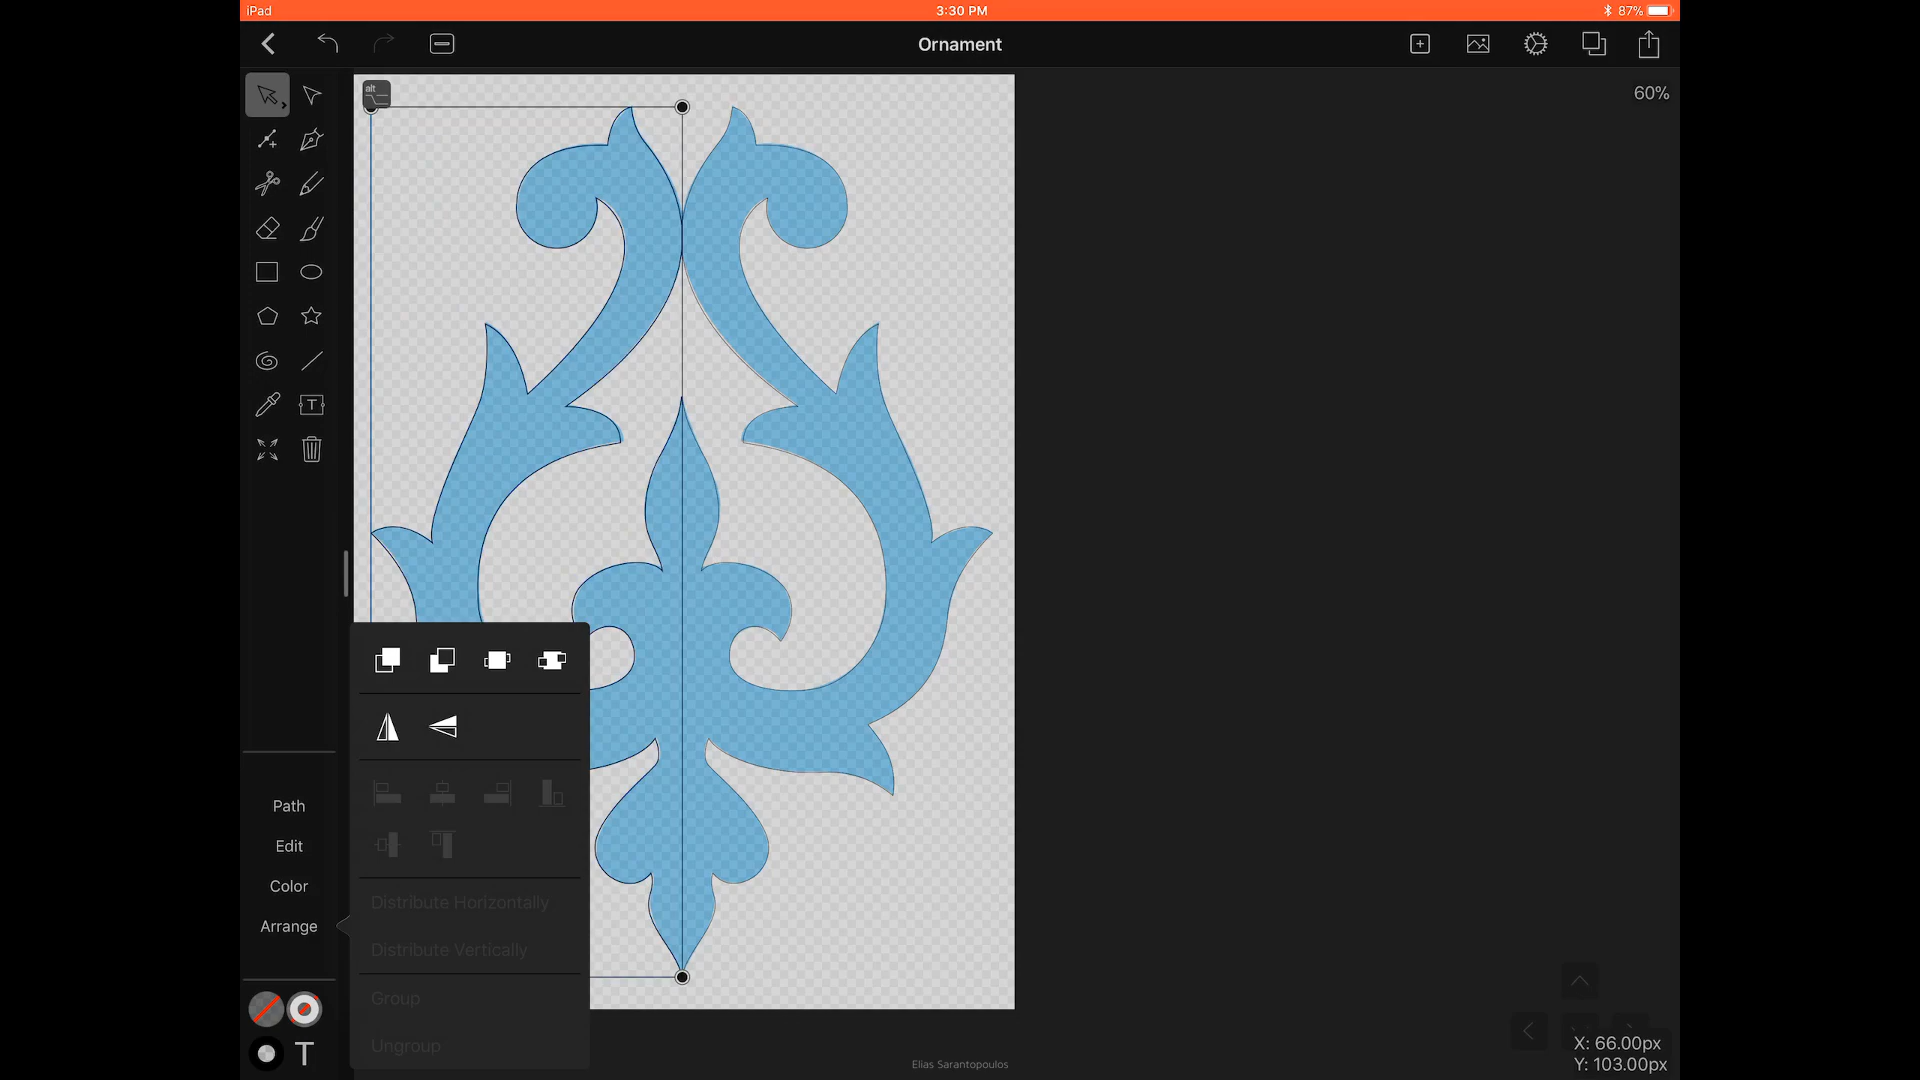 iPad
3:30 PM
87%
Ornament
60%
alt
Path
Edit
Color
Arrange
Distribute Horizontally
Distribute Vertically
Group
Ungroup
T
T
X: 66.00px
Y: 103.00px
Elias Sarantopoulos